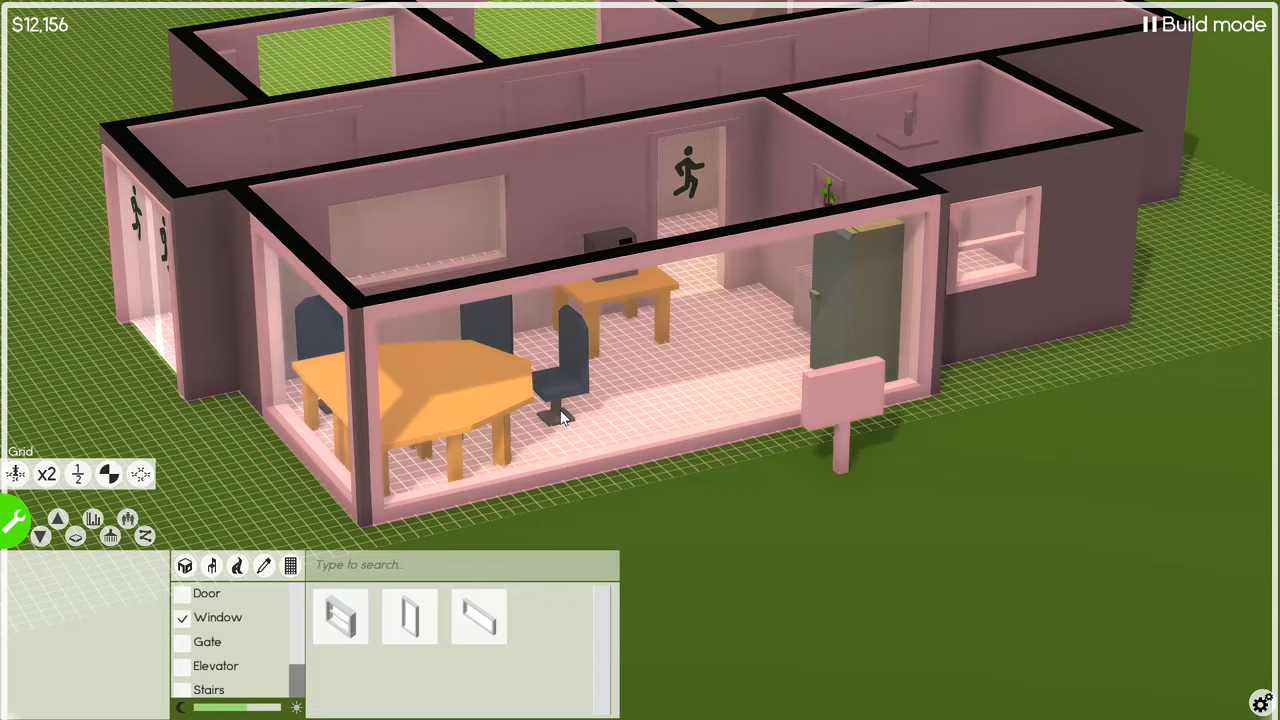 $12,156
Build mode
Grid
x2
1/2
Type to search..
Door
Window
Gate
Elevator
Stairs